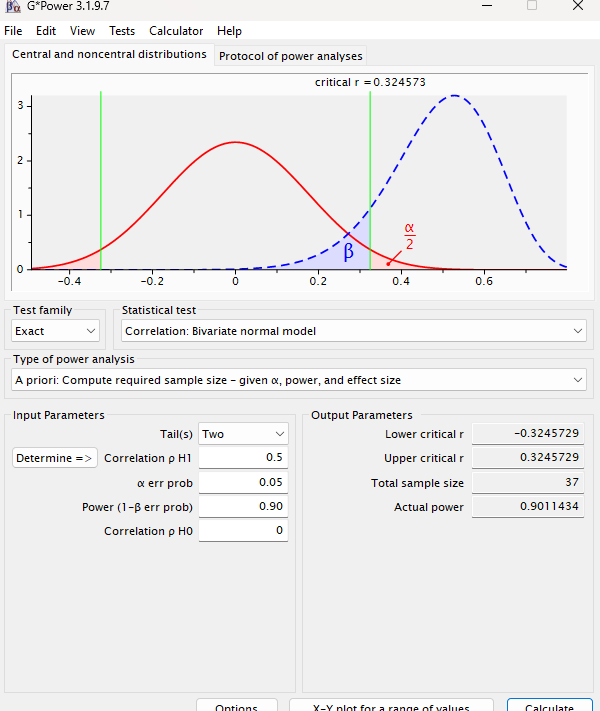 βα G*Power 3.1.9.7
File Edit View Tests Calculator Help
Central and noncentral distributions Protocol of power analyses
critical r = 0.324573
3
2
1
0
α
2
β
-0.4 -0.2 0 0.2 0.4 0.6
Test family Statistical test
Exact Correlation: Bivariate normal model
Type of power analysis
A priori: Compute required sample size - given α, power, and effect size
Input Parameters Output Parameters
Tail(s) Two Lower critical r -0.3245729
Determine => Correlation ρ H1 0.5 Upper critical r 0.3245729
α err prob 0.05 Total sample size 37
Power (1-β err prob) 0.90 Actual power 0.9011434
Correlation ρ H0 0
Options X-Y plot for a range of values Calculate